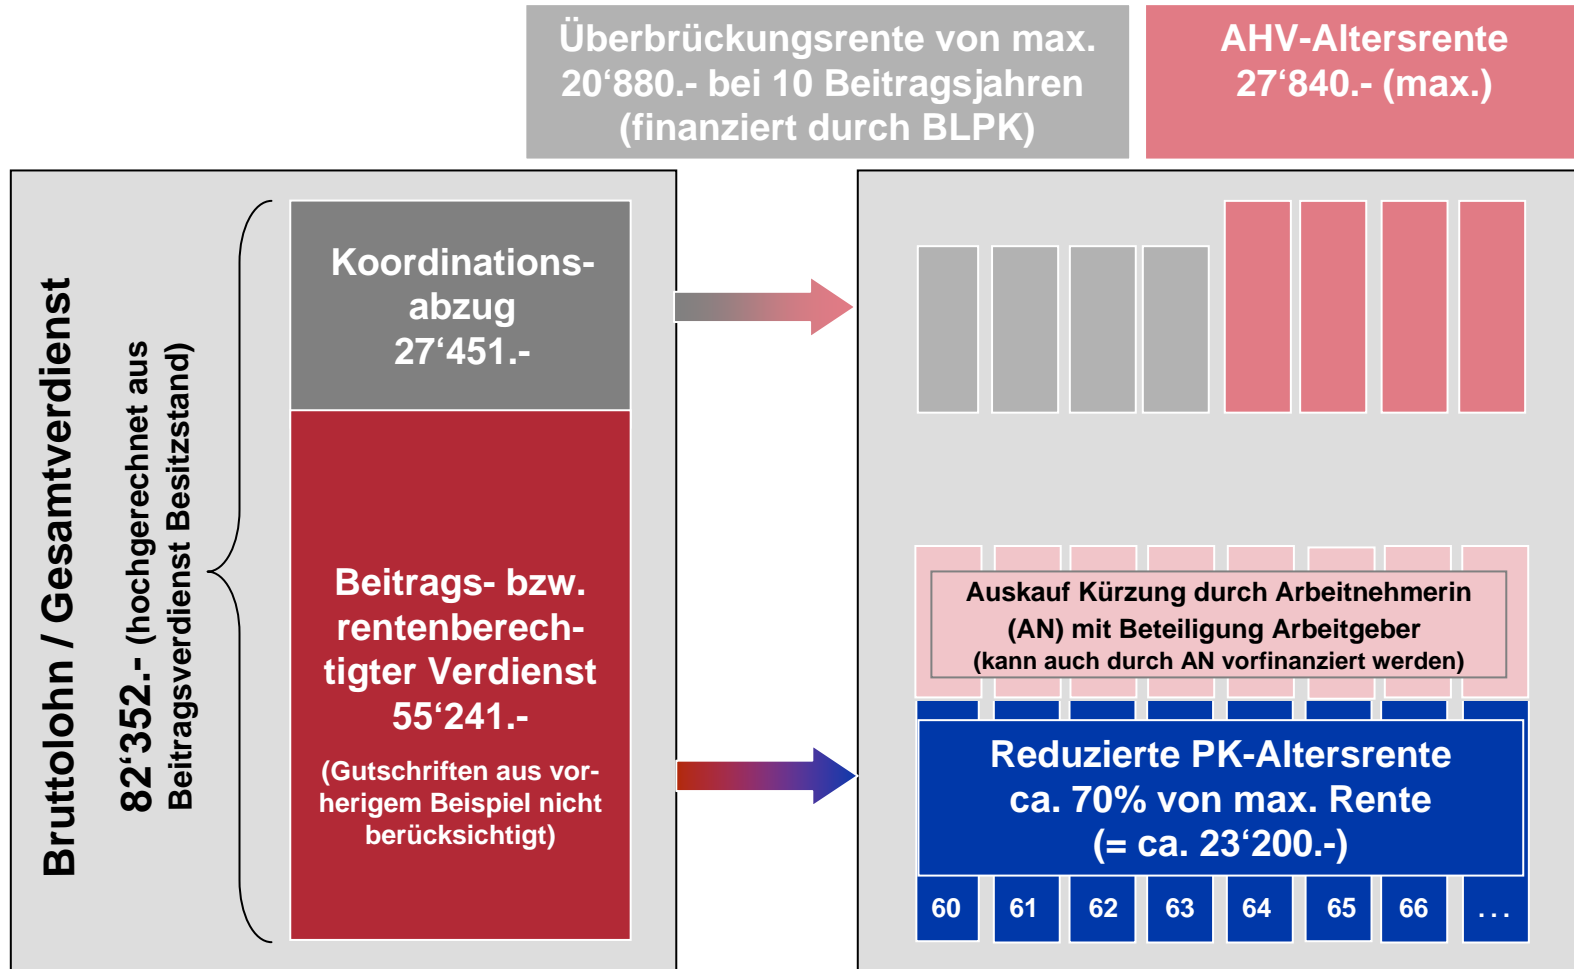 Überbrückungsrente von max.
20‘880.- bei 10 Beitragsjahren
(finanziert durch BLPK)
AHV-Altersrente
27‘840.- (max.)
Bruttolohn / Gesamtverdienst
82‘352.- (hochgerechnet aus
Beitragsverdienst Besitzstand)
Koordinations-
abzug
27‘451.-
Beitrags- bzw.
rentenberech-
tigter Verdienst
55‘241.-
(Gutschriften aus vor-
herigem Beispiel nicht
berücksichtigt)
Auskauf Kürzung durch Arbeitnehmerin
(AN) mit Beteiligung Arbeitgeber
(kann auch durch AN vorfinanziert werden)
Reduzierte PK-Altersrente
ca. 70% von max. Rente
(= ca. 23‘200.-)
60 61 62 63 64 65 66 ...